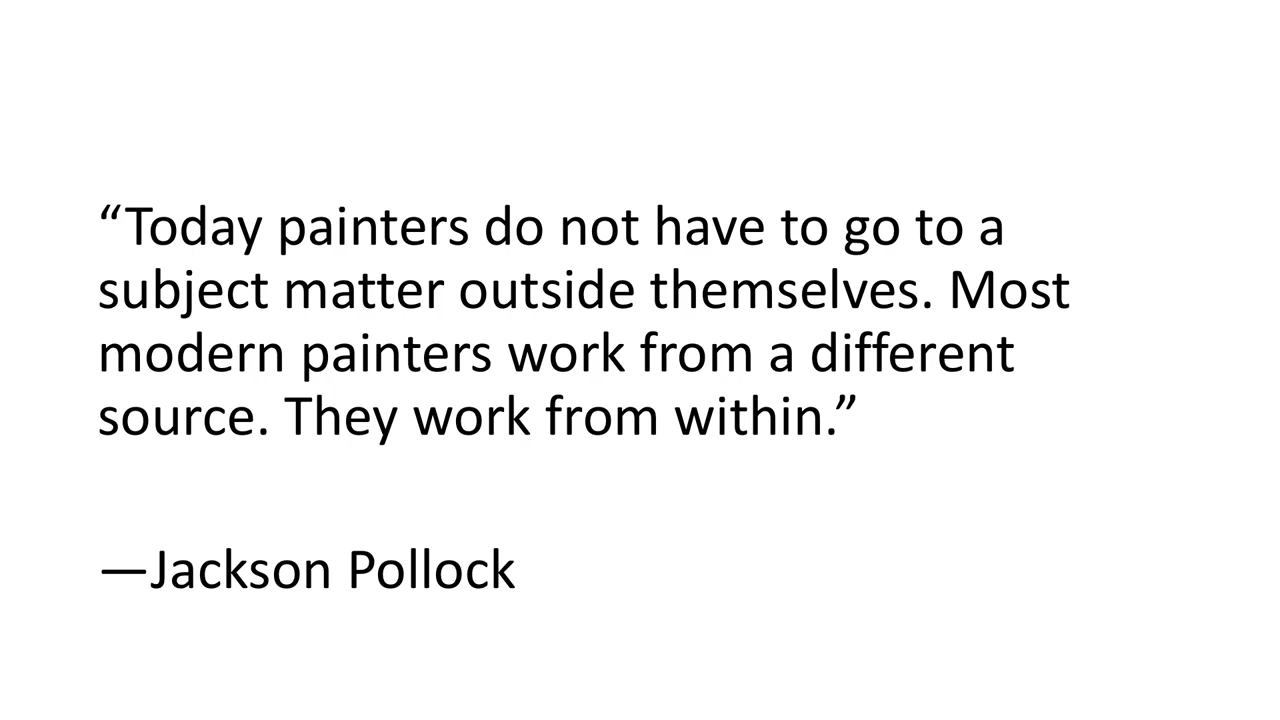 “Today painters do not have to go to a
subject matter outside themselves. Most
modern painters work from a different
source. They work from within.”
—Jackson Pollock